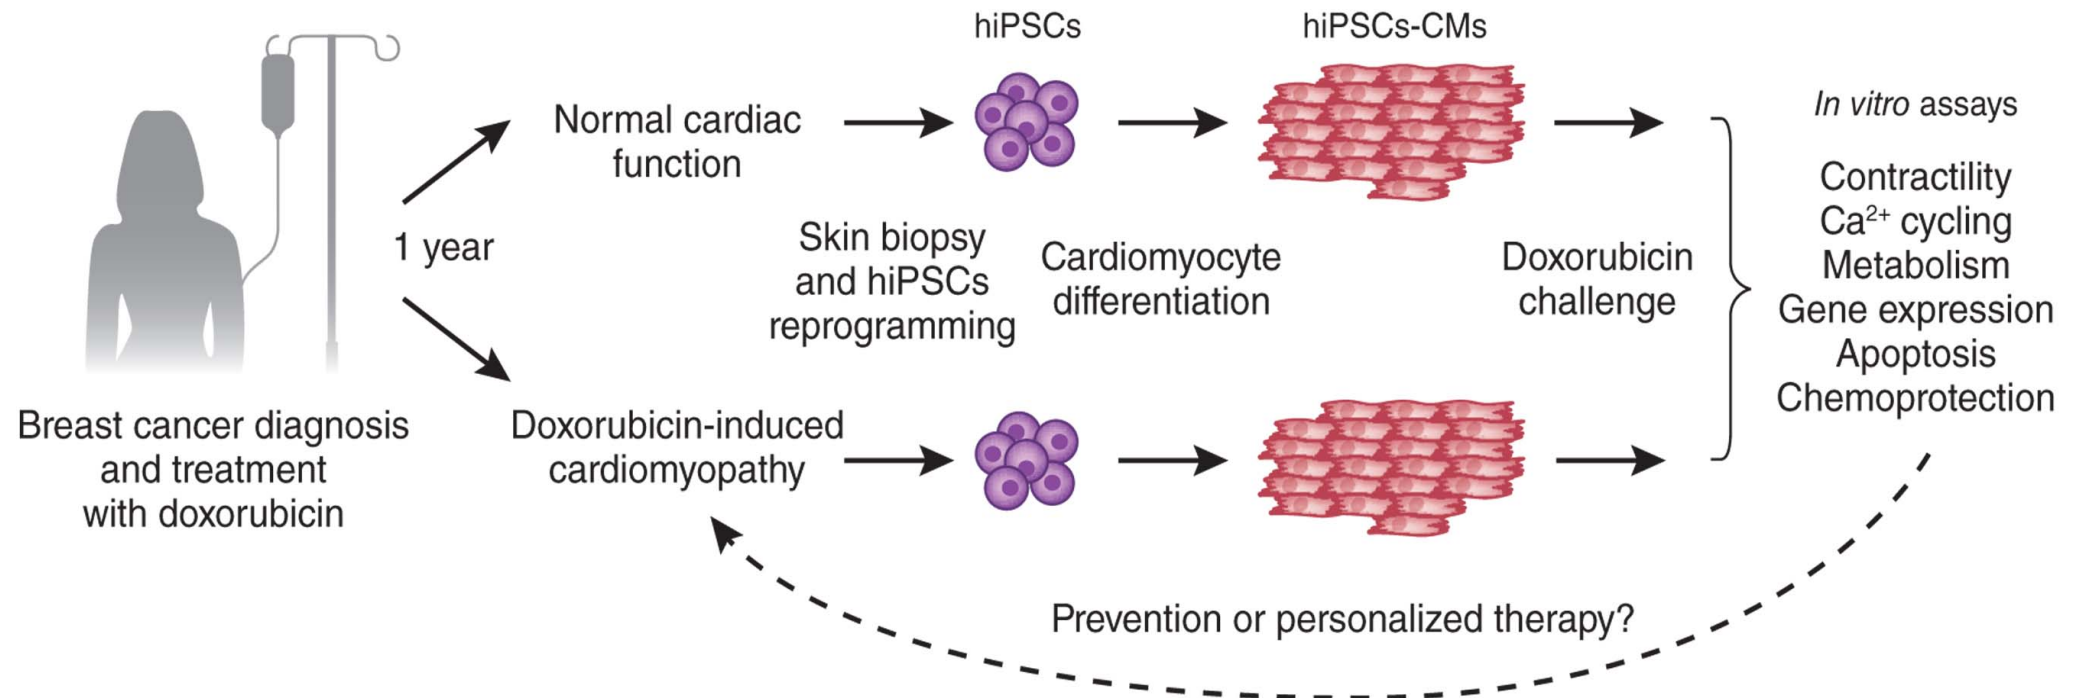 hiPSCs
hiPSCs-CMs
Normal cardiac
function
1 year
Skin biopsy
and hiPSCs
reprogramming
Cardiomyocyte
differentiation
Doxorubicin
challenge
In vitro assays
Contractility
Ca²⁺ cycling
Metabolism
Gene expression
Apoptosis
Chemoprotection
Breast cancer diagnosis
and treatment
with doxorubicin
Doxorubicin-induced
cardiomyopathy
Prevention or personalized therapy?